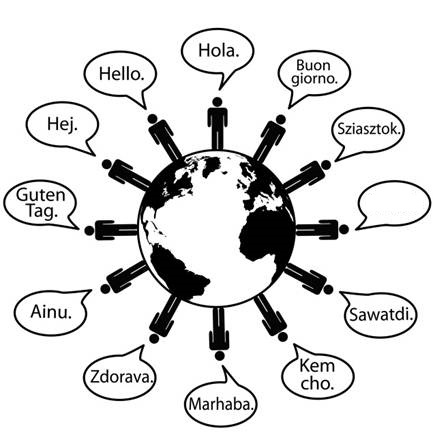 Hola.
Buon
giorno.
Sziasztok.
Sawatdi.
Kem
cho.
Marhaba.
Zdorava.
Ainu.
Guten
Tag.
Hej.
Hello.